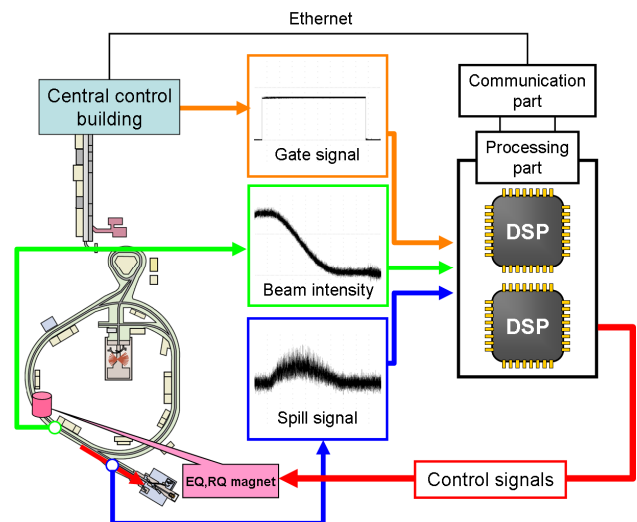 Ethernet
Central control
building
Gate signal
Communication
part
Processing
part
DSP
Beam intensity
DSP
Spill signal
EQ,RQ magnet
Control signals